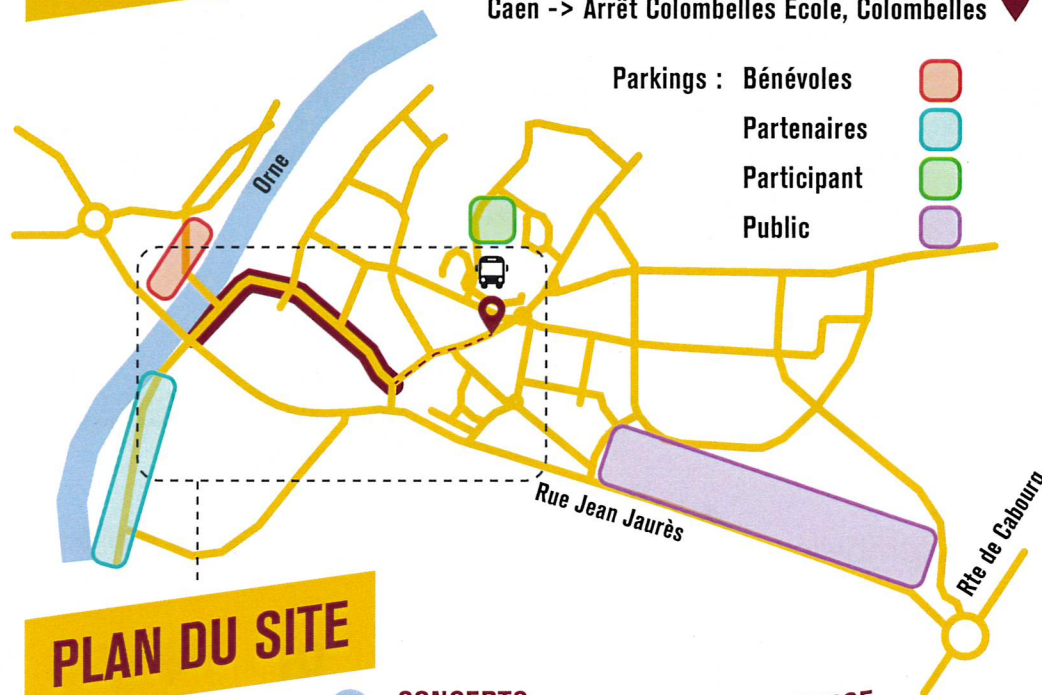 Caen -> Arrêt Colombelles Ecole, Colombelles
Parkings : Bénévoles
Partenaires
Participant
Public
Orne
Rue Jean Jaurès
Rte de Cabourg
PLAN DU SITE
CONCERTS